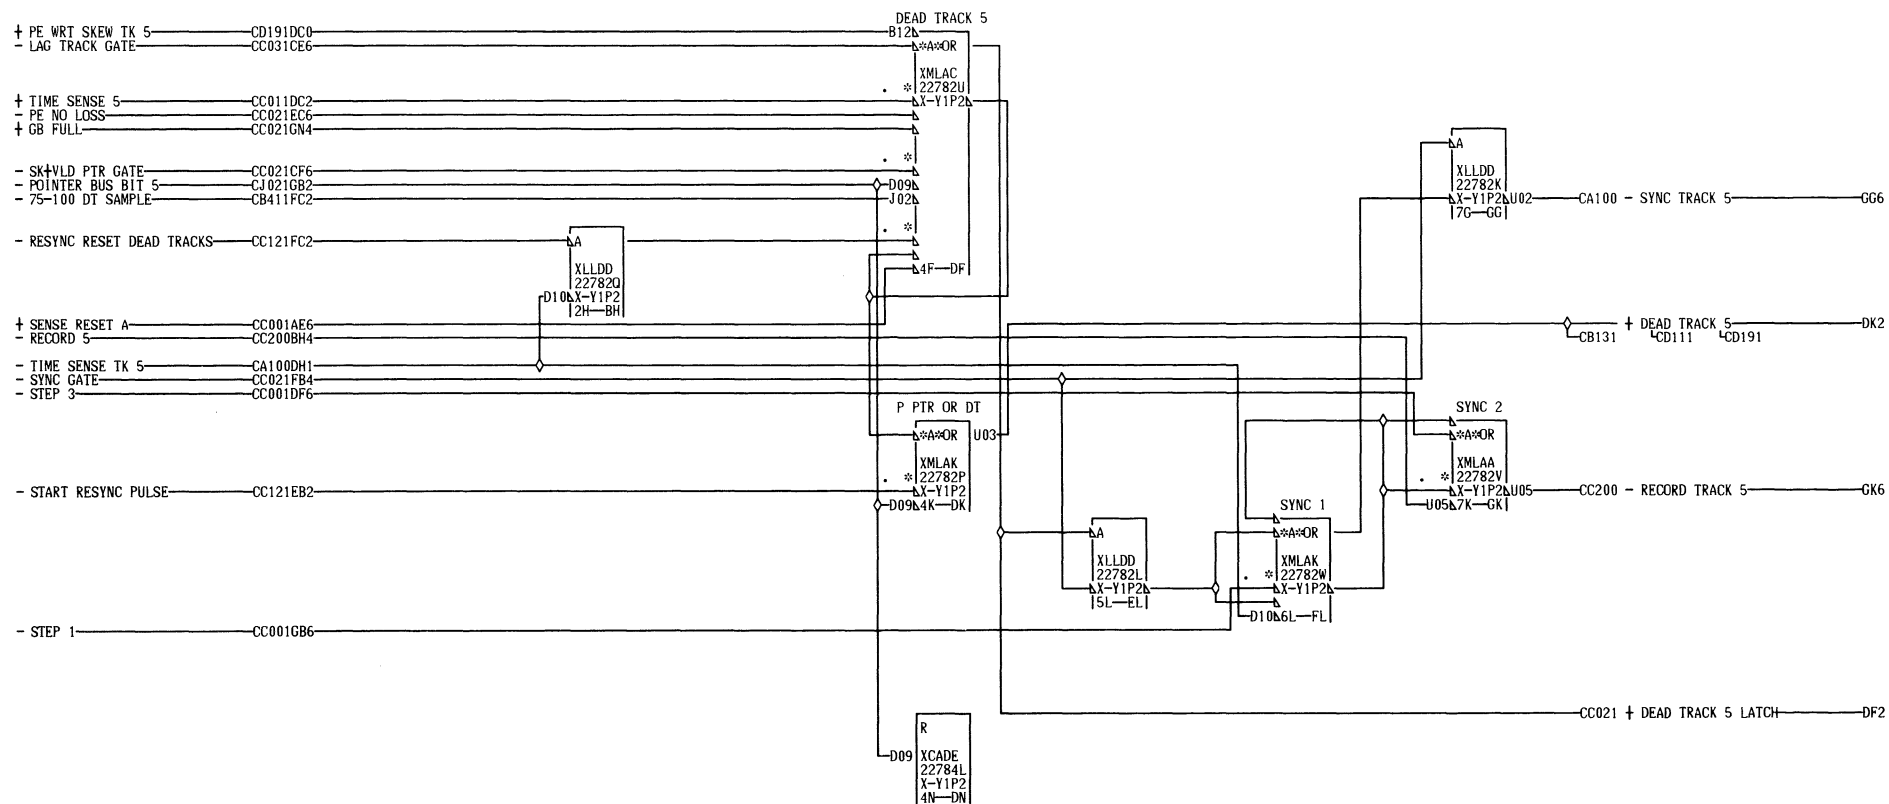 DEAD TRACK 5
+ PE WRT SKEW TK 5 CD191DC0 B12
- LAG TRACK GATE CC031CE6 *A*OR
XMLAC
. * 22782U
+ TIME SENSE 5 CC011DC2 X-Y1P2
- PE NO LOSS CC021EC6
+ GB FULL CC021GN4
A
. *
XLLDD
- SK+VLD PTR GATE CC021CF6
22782K
- POINTER BUS BIT 5 CJ021GB2 D09
- 75-100 DT SAMPLE CB411FC2 J02 X-Y1P2 U02 CA100 - SYNC TRACK 5 GG6
7G GG
. *
- RESYNC RESET DEAD TRACKS CC121FC2 A
XLLDD 4F DF
22782Q
D10 X-Y1P2
2H BH
+ SENSE RESET A CC001AE6 + DEAD TRACK 5 DK2
- RECORD 5 CC200BH4 CB131 CD111 CD191
- TIME SENSE TK 5 CA100DH1
- SYNC GATE CC021FB4
- STEP 3 CC001DF6
P PTR OR DT SYNC 2
*A*OR U03 *A*OR
XMLAK XMLAA
. * 22782P . * 22782V
- START RESYNC PULSE CC121EB2 X-Y1P2 X-Y1P2 U05 CC200 - RECORD TRACK 5 GK6
D09 4K DK U05 7K GK
SYNC 1
A *A*OR
XLLDD XMLAK
22782L . * 22782W
X-Y1P2 X-Y1P2
5L EL
D10 6L FL
- STEP 1 CC001GB6
CC021 + DEAD TRACK 5 LATCH DF2
R
D09 XCADE
22784L
X-Y1P2
4N DN